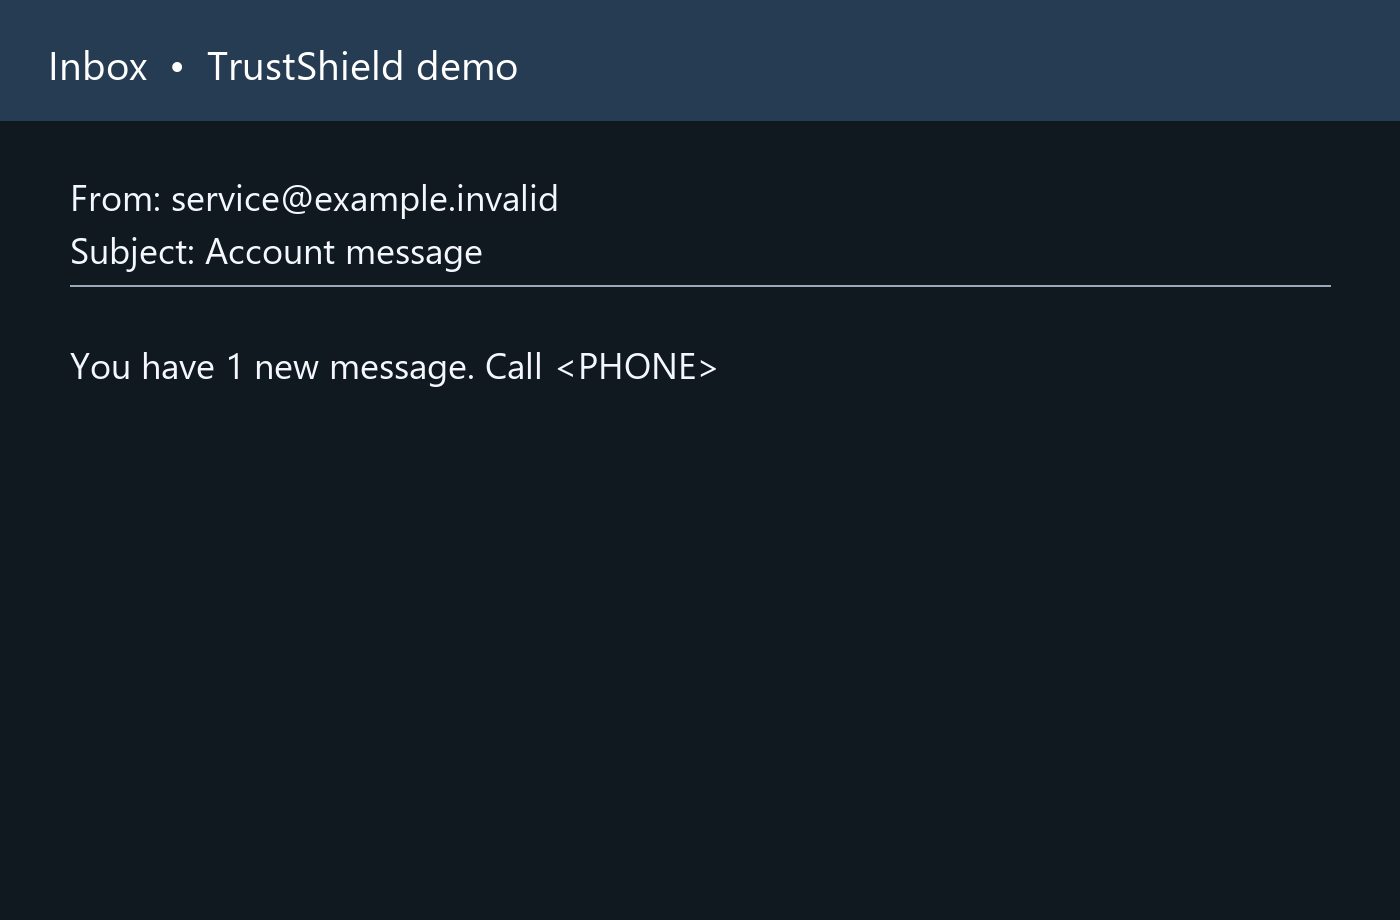 Inbox • TrustShield demo
From: service@example.invalid
Subject: Account message
You have 1 new message. Call <PHONE>